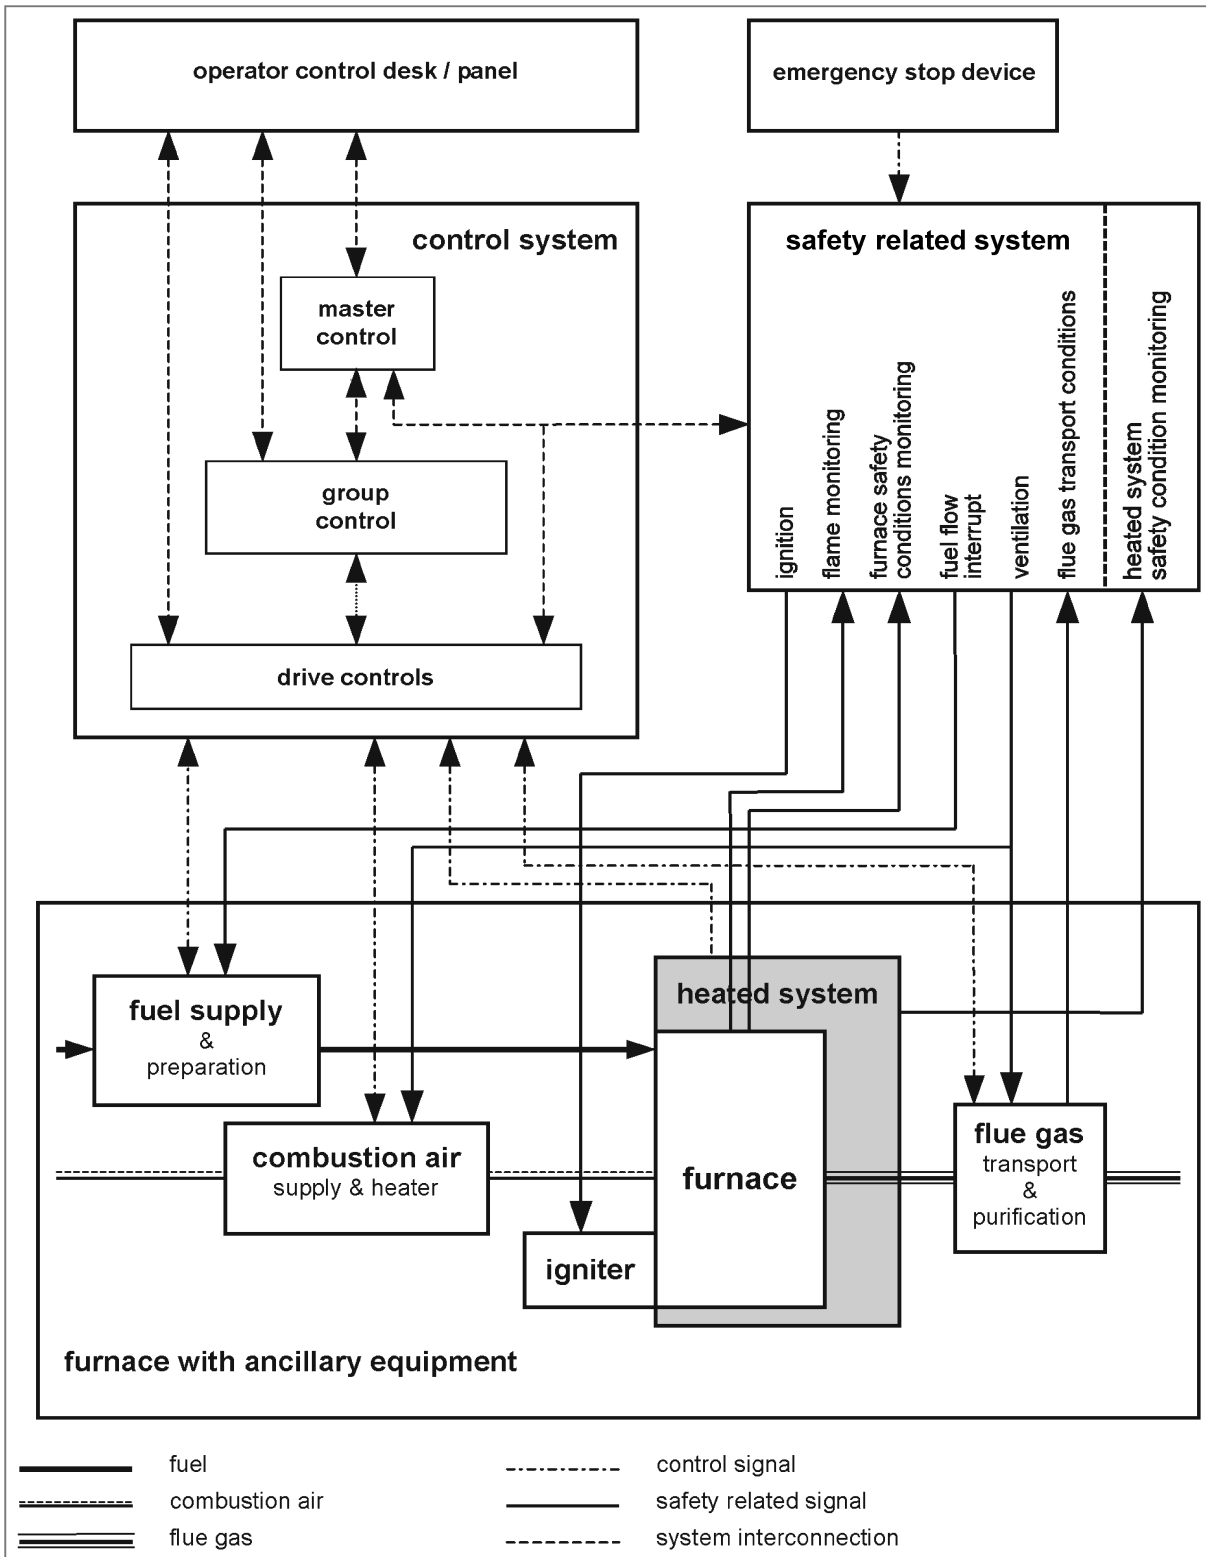 operator control desk / panel
emergency stop device
control system
safety related system
master
control
group
control
drive controls
ignition
flame monitoring
furnace safety
conditions monitoring
fuel flow
interrupt
ventilation
flue gas transport conditions
heated system
safety condition monitoring
fuel supply
&
preparation
heated system
combustion air
supply & heater
furnace
flue gas
transport
&
purification
igniter
furnace with ancillary equipment
fuel
combustion air
flue gas
control signal
safety related signal
system interconnection